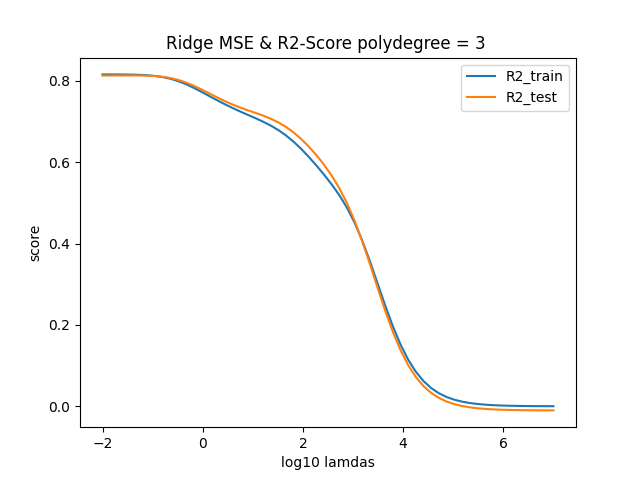 Ridge MSE & R2-Score polydegree = 3
R2_train
R2_test
score
0.8
0.6
0.4
0.2
0.0
−2 0 2 4 6
log10 lamdas